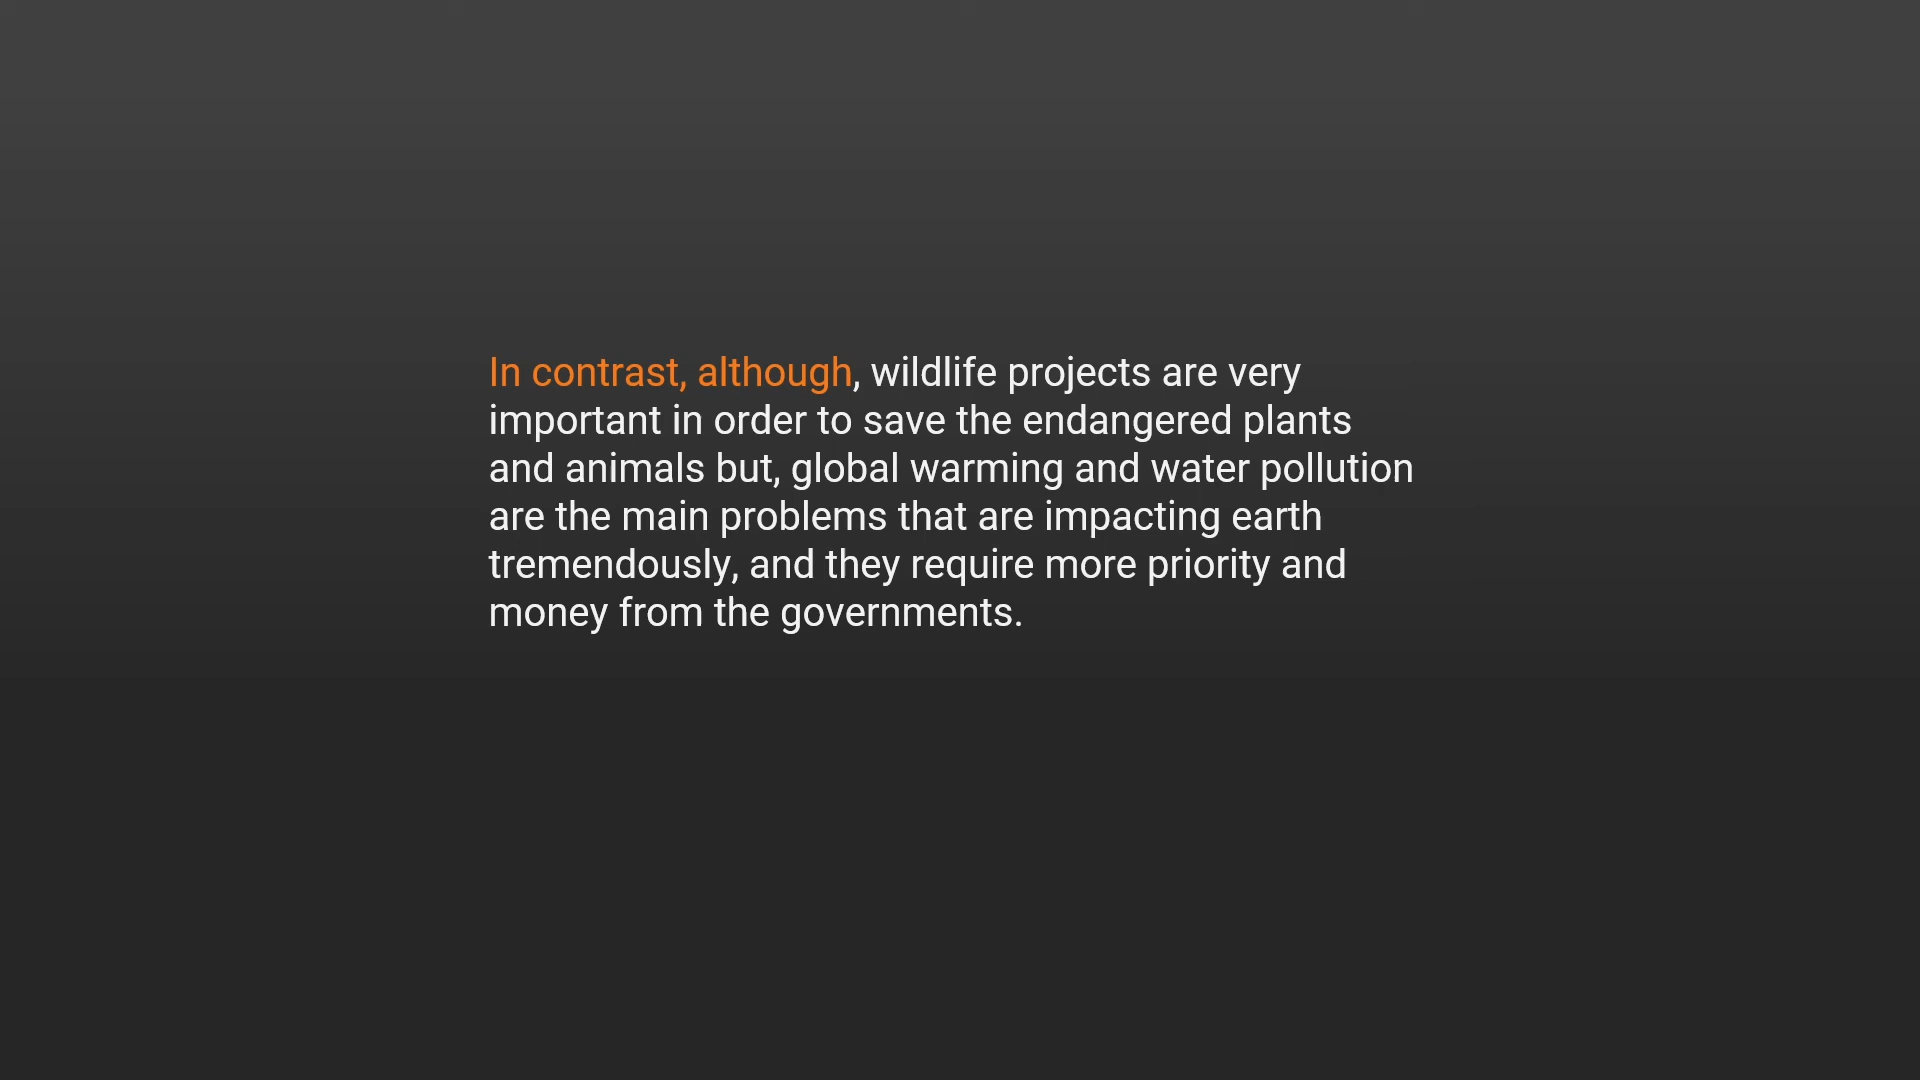 In contrast, although, wildlife projects are very
important in order to save the endangered plants
and animals but, global warming and water pollution
are the main problems that are impacting earth
tremendously, and they require more priority and
money from the governments.